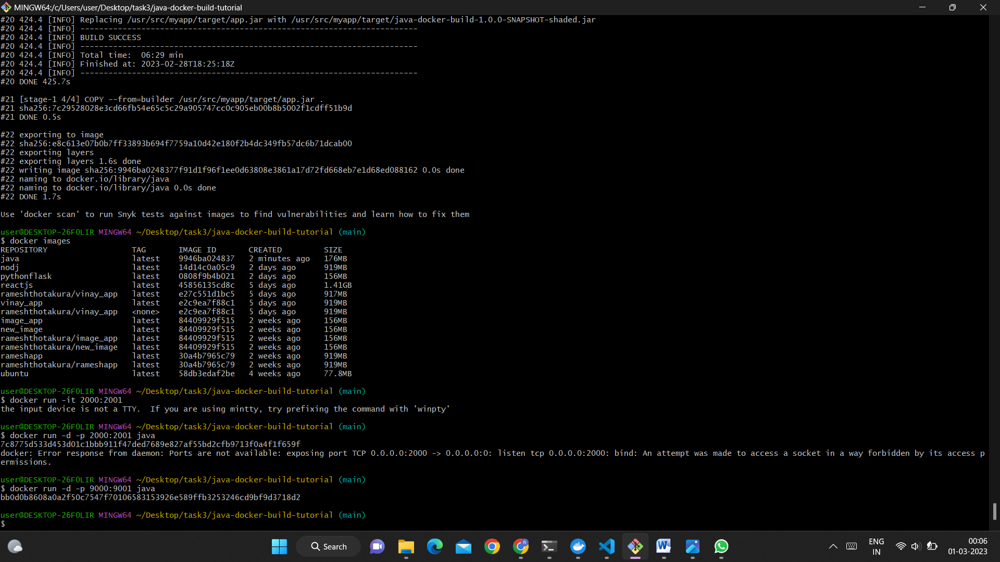 MINGW64:/c/Users/user/Desktop/task3/java-docker-build-tutorial
#20 424.4 [INFO] Replacing /usr/src/myapp/target/app.jar with /usr/src/myapp/target/java-docker-build-1.0.0-SNAPSHOT-shaded.jar
#20 424.4 [INFO] ------------------------------------------------------------------------
#20 424.4 [INFO] BUILD SUCCESS
#20 424.4 [INFO] ------------------------------------------------------------------------
#20 424.4 [INFO] Total time:  06:29 min
#20 424.4 [INFO] Finished at: 2023-02-28T18:25:18Z
#20 424.4 [INFO] ------------------------------------------------------------------------
#20 DONE 425.7s
#21 [stage-1 4/4] COPY --from=builder /usr/src/myapp/target/app.jar .
#21 sha256:7c29528028e3cd66fb54e65c5c29a905747cc0c905eb00b8b5002f1cdff51b9d
#21 DONE 0.5s
#22 exporting to image
#22 sha256:e8c613e07b0b7ff33893b694f7759a10d42e180f2b4dc349fb57dc6b71dcab00
#22 exporting layers
#22 exporting layers 1.6s done
#22 writing image sha256:9946ba0248377f91d1f96f1ee0d63808e3861a17d72fd668eb7e1d68ed088162 0.0s done
#22 naming to docker.io/library/java
#22 naming to docker.io/library/java 0.0s done
#22 DONE 1.7s
Use 'docker scan' to run Snyk tests against images to find vulnerabilities and learn how to fix them
user@DESKTOP-26FOLIR MINGW64 ~/Desktop/task3/java-docker-build-tutorial (main)
$ docker images
REPOSITORY                  TAG       IMAGE ID       CREATED         SIZE
java                        latest    9946ba024837   2 minutes ago   176MB
nodj                        latest    14d14c0a05c9   2 days ago      919MB
pythonflask                 latest    0808f9b4b021   2 days ago      156MB
reactjs                     latest    45856135cd8c   5 days ago      1.41GB
rameshthotakura/vinay_app   latest    e27c551d1bc5   5 days ago      917MB
vinay_app                   latest    e2c9ea7f88c1   5 days ago      919MB
rameshthotakura/vinay_app   <none>    e2c9ea7f88c1   5 days ago      919MB
image_app                   latest    84409929f515   2 weeks ago     156MB
new_image                   latest    84409929f515   2 weeks ago     156MB
rameshthotakura/image_app   latest    84409929f515   2 weeks ago     156MB
rameshthotakura/new_image   latest    84409929f515   2 weeks ago     156MB
rameshapp                   latest    30a4b7965c79   2 weeks ago     919MB
rameshthotakura/rameshapp   latest    30a4b7965c79   2 weeks ago     919MB
ubuntu                      latest    58db3edaf2be   4 weeks ago     77.8MB
user@DESKTOP-26FOLIR MINGW64 ~/Desktop/task3/java-docker-build-tutorial (main)
$ docker run -it 2000:2001
the input device is not a TTY.  If you are using mintty, try prefixing the command with 'winpty'
user@DESKTOP-26FOLIR MINGW64 ~/Desktop/task3/java-docker-build-tutorial (main)
$ docker run -d -p 2000:2001 java
7c8775d533d453d01c1bbb911f47ded7689e827af55bd2cfb9713f0a4f1f659f
docker: Error response from daemon: Ports are not available: exposing port TCP 0.0.0.0:2000 -> 0.0.0.0:0: listen tcp 0.0.0.0:2000: bind: An attempt was made to access a socket in a way forbidden by its access p
ermissions.
user@DESKTOP-26FOLIR MINGW64 ~/Desktop/task3/java-docker-build-tutorial (main)
$ docker run -d -p 9000:9001 java
bb0d0b8608a0a2f50c7547f70106583153926e589ffb3253246cd9bf9d3718d2
user@DESKTOP-26FOLIR MINGW64 ~/Desktop/task3/java-docker-build-tutorial (main)
$
Search
R
W
ENG
IN
00:06
01-03-2023